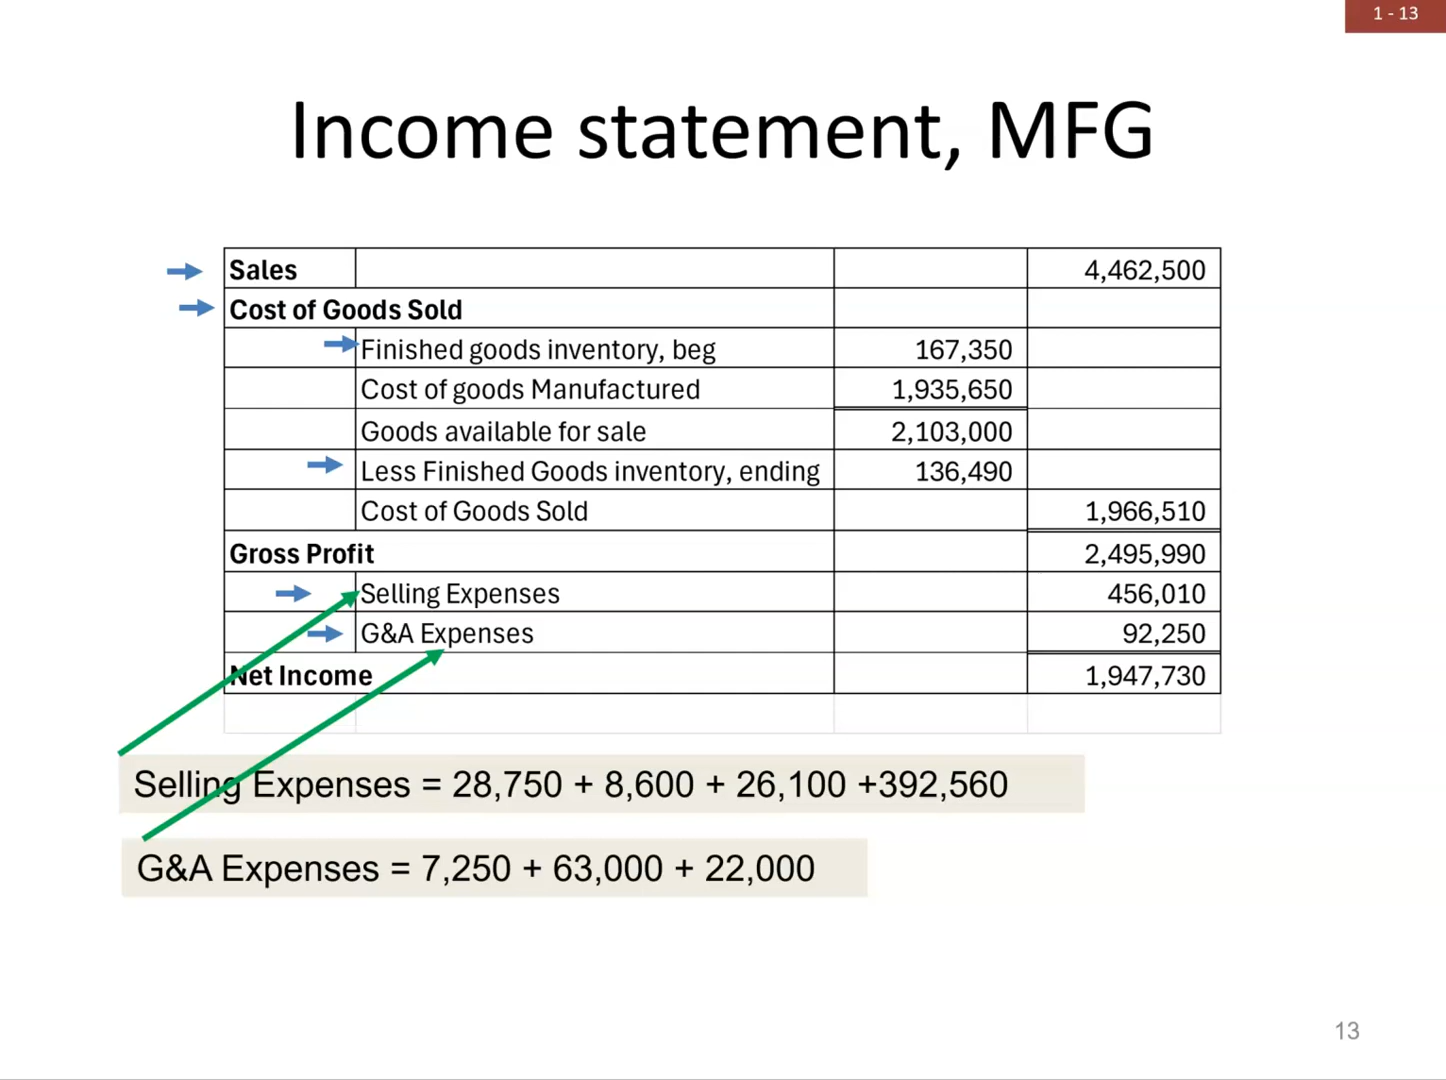 1 - 13
Income statement, MFG
Sales 4,462,500
Cost of Goods Sold
Finished goods inventory, beg 167,350
Cost of goods Manufactured 1,935,650
Goods available for sale 2,103,000
Less Finished Goods inventory, ending 136,490
Cost of Goods Sold 1,966,510
Gross Profit 2,495,990
Selling Expenses 456,010
G&A Expenses 92,250
Net Income 1,947,730
Selling Expenses = 28,750 + 8,600 + 26,100 +392,560
G&A Expenses = 7,250 + 63,000 + 22,000
13